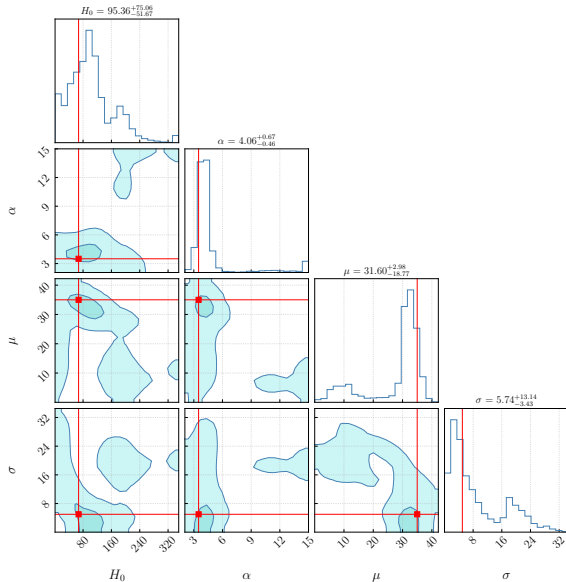 H₀ = 95.36⁺⁷⁵·⁰⁶₋₅₁.₆₇
α = 4.06⁺⁰·⁶⁷₋₀.₄₆
15
12
9
6
3
α
μ = 31.60⁺²·⁹⁸₋₁₈.₇₇
40
30
20
10
μ
σ = 5.74⁺¹³·¹⁴₋₃.₄₃
32
24
16
8
σ
80 160 240 320 3 6 9 12 15 10 20 30 40 8 16 24 32
H₀ α μ σ